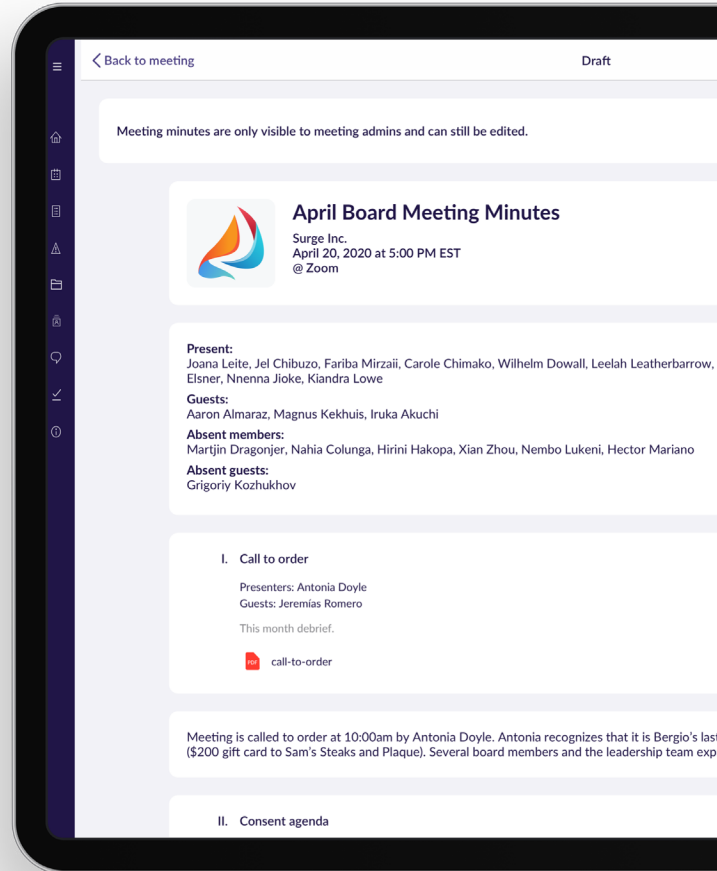 Back to meeting
Draft
Meeting minutes are only visible to meeting admins and can still be edited.
April Board Meeting Minutes
Surge Inc.
April 20, 2020 at 5:00 PM EST
@ Zoom
Present:
Joana Leite, Jel Chibuzo, Fariba Mirzaii, Carole Chimako, Wilhelm Dowall, Leelah Leatherbarrow,
Elsner, Nnenna Jioke, Kiandra Lowe
Guests:
Aaron Almaraz, Magnus Kekhuis, Iruka Akuchi
Absent members:
Martjin Dragonjer, Nahia Colunga, Hirini Hakopa, Xian Zhou, Nembo Lukeni, Hector Mariano
Absent guests:
Grigoriy Kozhukhov
I. Call to order
Presenters: Antonia Doyle
Guests: Jeremías Romero
This month debrief.
PDF call-to-order
Meeting is called to order at 10:00am by Antonia Doyle. Antonia recognizes that it is Bergio's last
($200 gift card to Sam's Steaks and Plaque). Several board members and the leadership team exp
II. Consent agenda